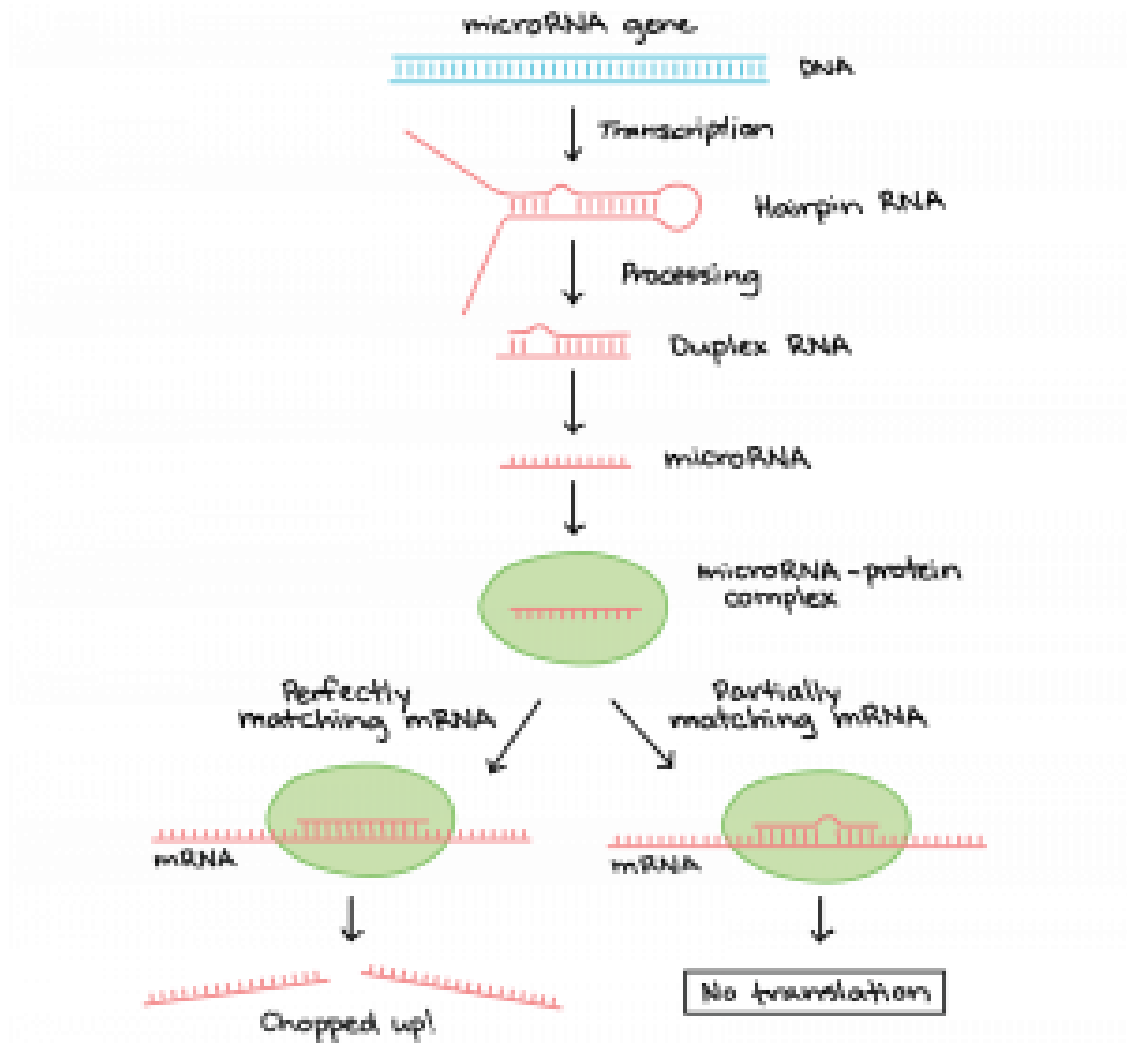 microRNA gene
DNA
Transcription
Hairpin RNA
Processing
Duplex RNA
microRNA
microRNA-protein
complex
Perfectly
matching mRNA
Partially
matching mRNA
mRNA
mRNA
Chopped up!
No translation